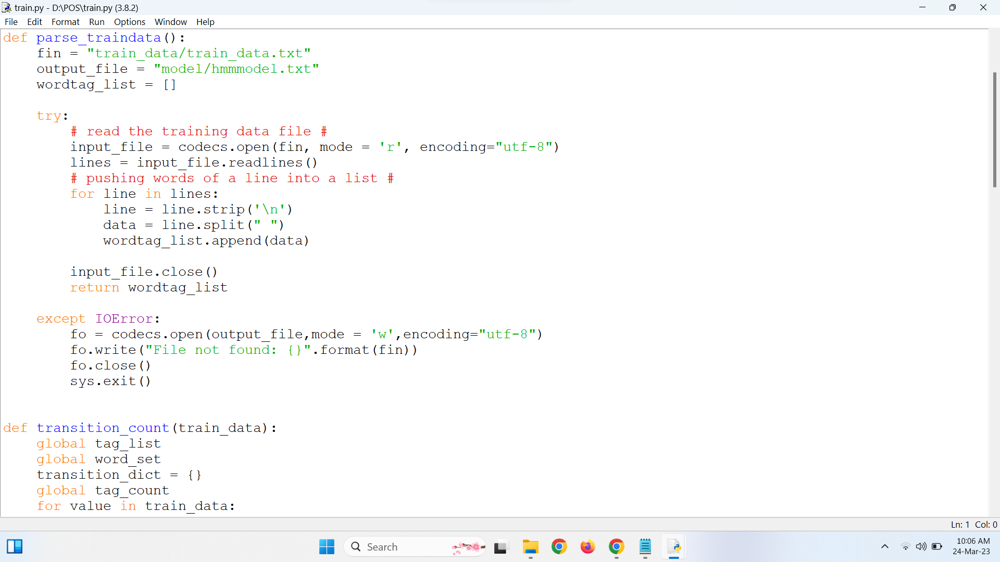 train.py - D:\POS\train.py (3.8.2)
File Edit Format Run Options Window Help
def parse_traindata():
    fin = "train_data/train_data.txt"
    output_file = "model/hmmmodel.txt"
    wordtag_list = []

    try:
        # read the training data file #
        input_file = codecs.open(fin, mode = 'r', encoding="utf-8")
        lines = input_file.readlines()
        # pushing words of a line into a list #
        for line in lines:
            line = line.strip('\n')
            data = line.split(" ")
            wordtag_list.append(data)

        input_file.close()
        return wordtag_list

    except IOError:
        fo = codecs.open(output_file,mode = 'w',encoding="utf-8")
        fo.write("File not found: {}".format(fin))
        fo.close()
        sys.exit()


def transition_count(train_data):
    global tag_list
    global word_set
    transition_dict = {}
    global tag_count
    for value in train_data:
Ln: 1 Col: 0
Search
10:06 AM
24-Mar-23